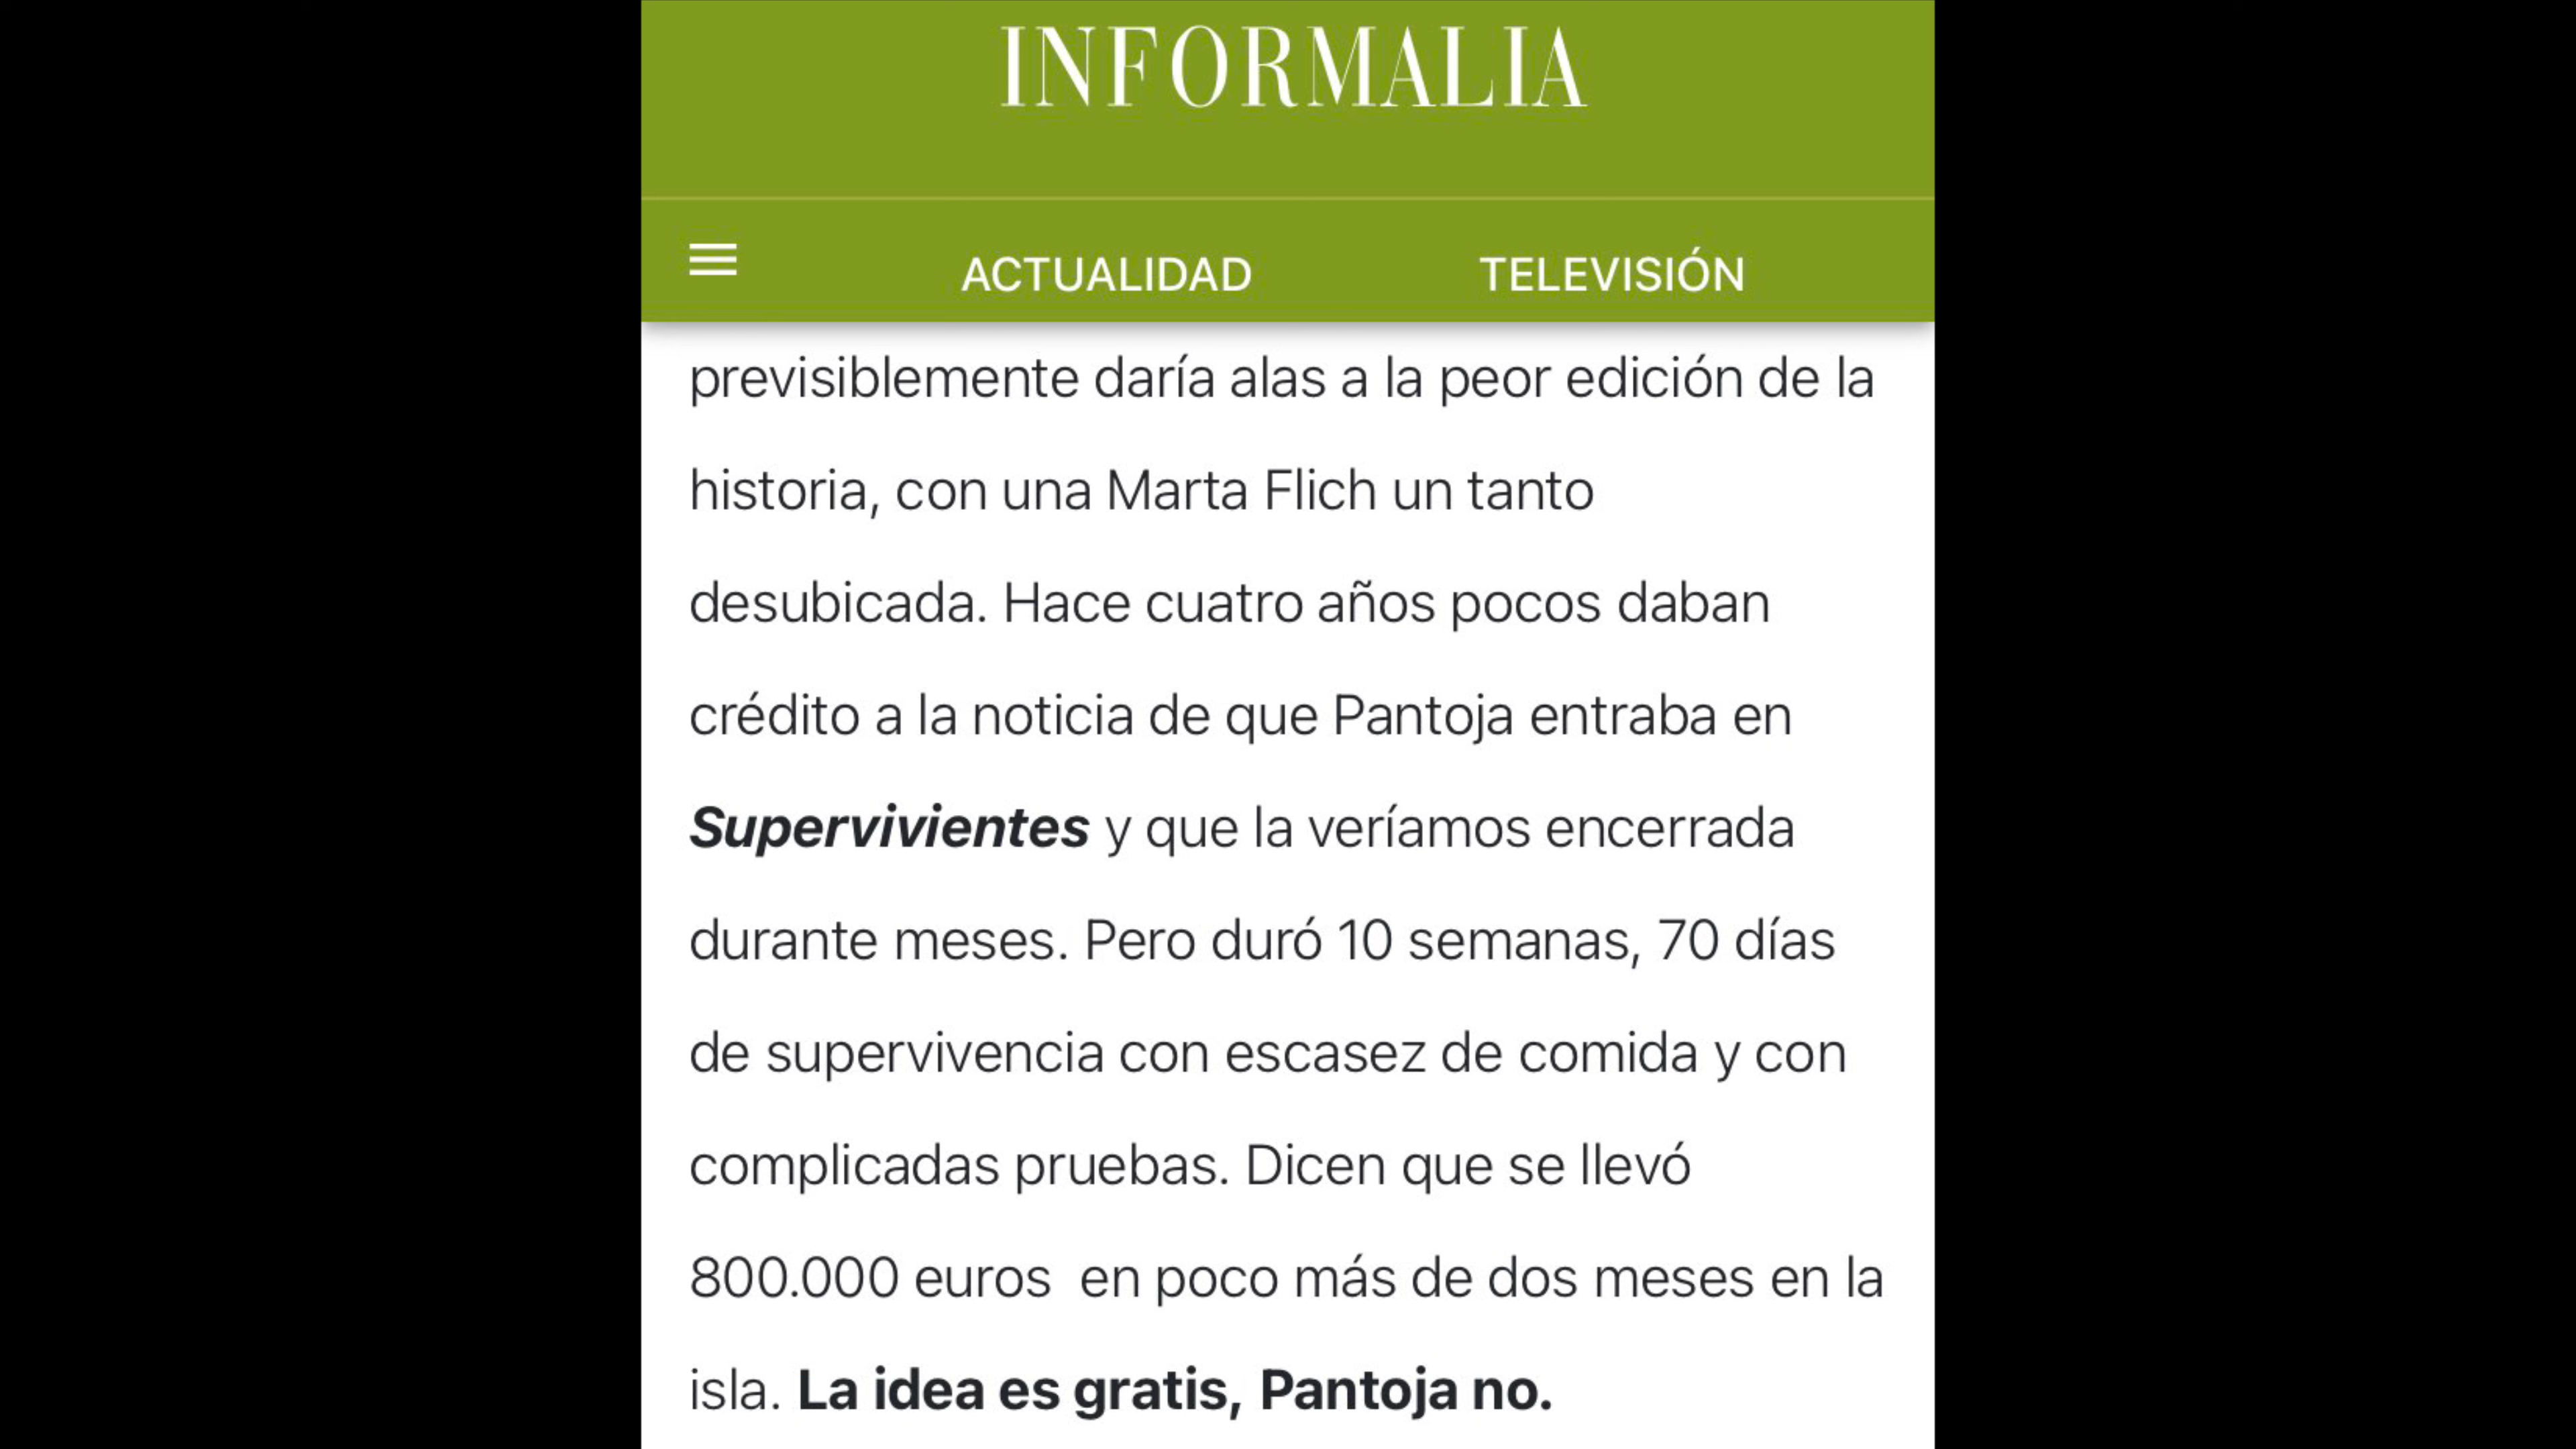 INFORMALIA
ACTUALIDAD TELEVISIÓN
previsiblemente daría alas a la peor edición de la
historia, con una Marta Flich un tanto
desubicada. Hace cuatro años pocos daban
crédito a la noticia de que Pantoja entraba en
Supervivientes y que la veríamos encerrada
durante meses. Pero duró 10 semanas, 70 días
de supervivencia con escasez de comida y con
complicadas pruebas. Dicen que se llevó
800.000 euros  en poco más de dos meses en la
isla. La idea es gratis, Pantoja no.